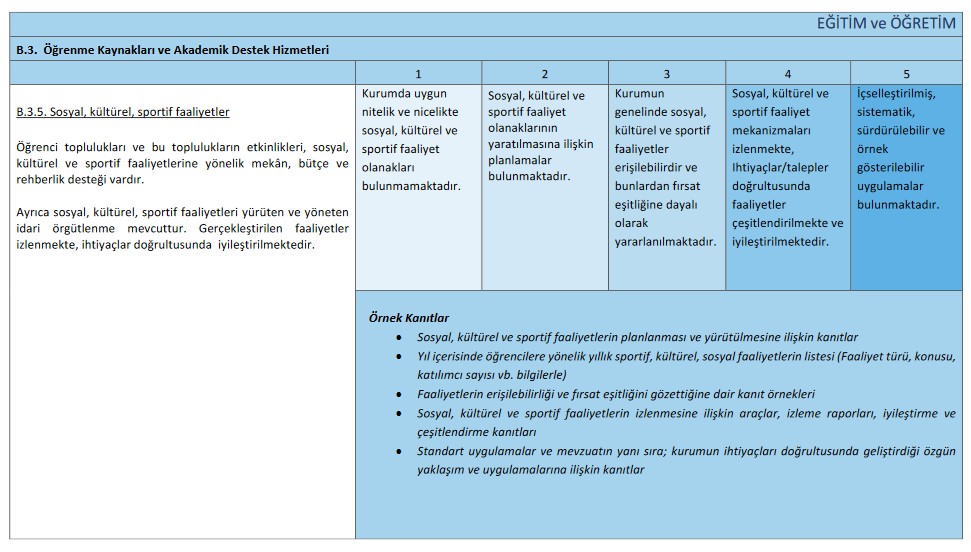 EĞİTİM ve ÖĞRETİM
B.3. Öğrenme Kaynakları ve Akademik Destek Hizmetleri
1
2
3
4
5
B.3.5. Sosyal, kültürel, sportif faaliyetler
Öğrenci toplulukları ve bu toplulukların etkinlikleri, sosyal,
kültürel ve sportif faaliyetlerine yönelik mekân, bütçe ve
rehberlik desteği vardır.
Ayrıca sosyal, kültürel, sportif faaliyetleri yürüten ve yöneten
idari örgütlenme mevcuttur. Gerçekleştirilen faaliyetler
izlenmekte, ihtiyaçlar doğrultusunda iyileştirilmektedir.
Kurumda uygun
nitelik ve nicelikte
sosyal, kültürel ve
sportif faaliyet
olanakları
bulunmamaktadır.
Sosyal, kültürel ve
sportif faaliyet
olanaklarının
yaratılmasına ilişkin
planlamalar
bulunmaktadır.
Kurumun
genelinde sosyal,
kültürel ve sportif
faaliyetler
erişilebilirdir ve
bunlardan fırsat
eşitliğine dayalı
olarak
yararlanılmaktadır.
Sosyal, kültürel ve
sportif faaliyet
mekanizmaları
izlenmekte,
İhtiyaçlar/talepler
doğrultusunda
faaliyetler
çeşitlendirilmekte ve
iyileştirilmektedir.
İçselleştirilmiş,
sistematik,
sürdürülebilir ve
örnek
gösterilebilir
uygulamalar
bulunmaktadır.
Örnek Kanıtlar
• Sosyal, kültürel ve sportif faaliyetlerin planlanması ve yürütülmesine ilişkin kanıtlar
• Yıl içerisinde öğrencilere yönelik yıllık sportif, kültürel, sosyal faaliyetlerin listesi (Faaliyet türü, konusu,
katılımcı sayısı vb. bilgilerle)
• Faaliyetlerin erişilebilirliği ve fırsat eşitliğini gözettiğine dair kanıt örnekleri
• Sosyal, kültürel ve sportif faaliyetlerin izlenmesine ilişkin araçlar, izleme raporları, iyileştirme ve
çeşitlendirme kanıtları
• Standart uygulamalar ve mevzuatın yanı sıra; kurumun ihtiyaçları doğrultusunda geliştirdiği özgün
yaklaşım ve uygulamalarına ilişkin kanıtlar